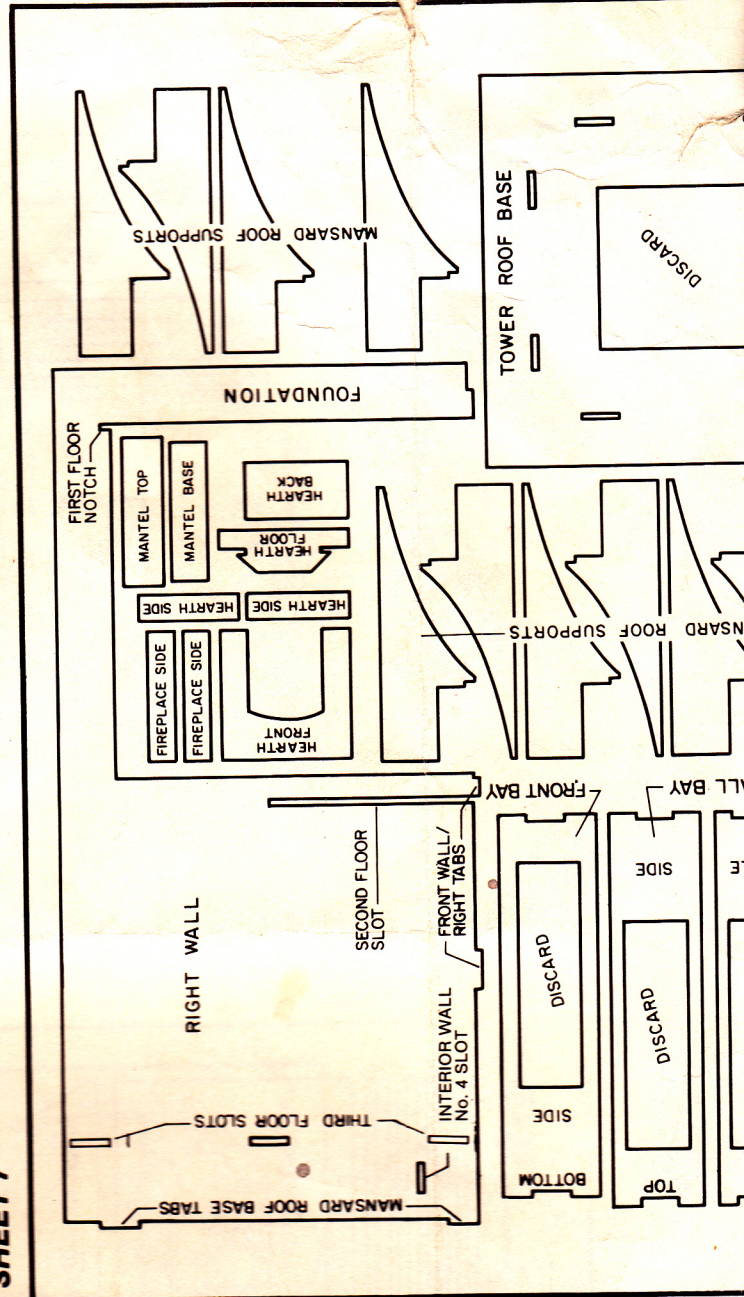 MANSARD ROOF SUPPORTS
TOWER ROOF BASE
DISCARD
FOUNDATION
FIRST FLOOR
NOTCH
MANTEL TOP
MANTEL BASE
HEARTH
BACK
HEARTH
FLOOR
HEARTH SIDE
HEARTH SIDE
FIREPLACE SIDE
FIREPLACE SIDE
HEARTH
FRONT
ROOF SUPPORTS
FRONT BAY
BAY
RIGHT WALL
SECOND FLOOR
SLOT
FRONT WALL/
RIGHT TABS
SIDE
DISCARD
DISCARD
INTERIOR WALL
No. 4 SLOT
THIRD FLOOR SLOTS
SIDE
BOTTOM
TOP
MANSARD ROOF BASE TABS